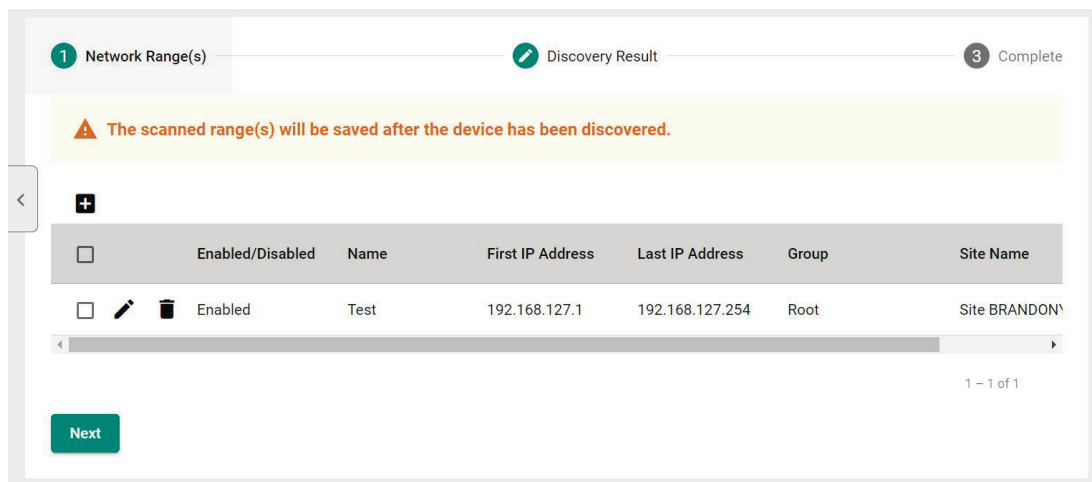 1 Network Range(s) Discovery Result 3 Complete
The scanned range(s) will be saved after the device has been discovered.
Enabled/Disabled Name First IP Address Last IP Address Group Site Name
Enabled Test 192.168.127.1 192.168.127.254 Root Site BRANDON
1 – 1 of 1
Next